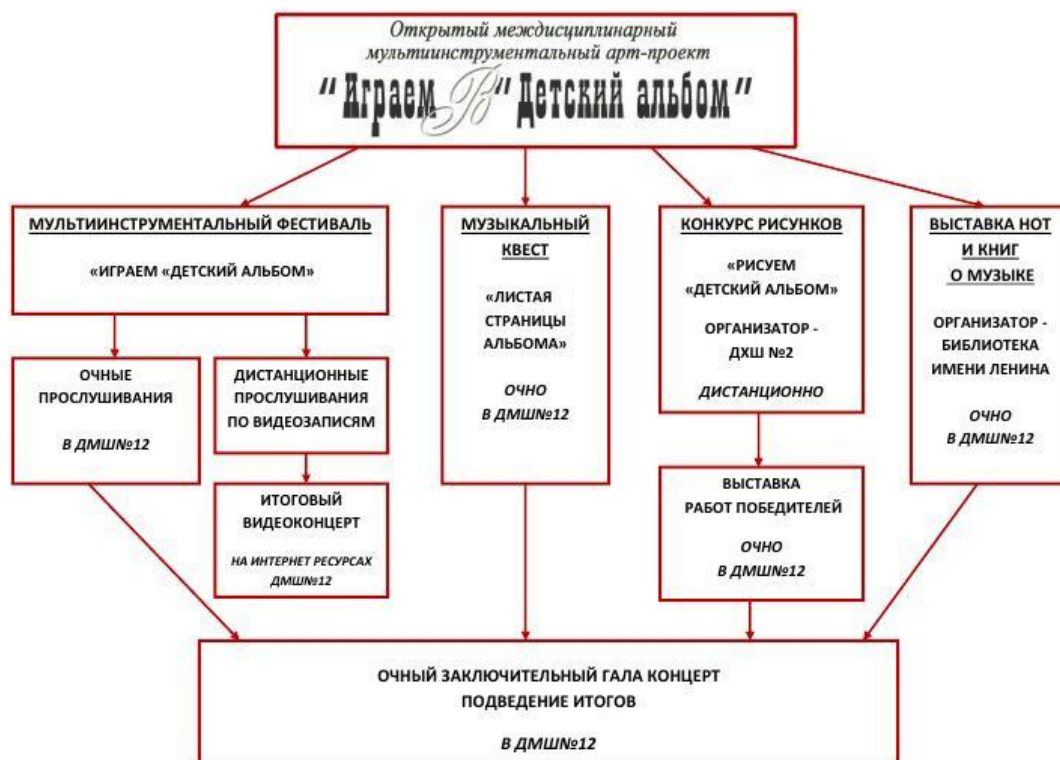 Открытый междисциплинарный
мультиинструментальный арт-проект
"Играем В" Детский альбом"
МУЛЬТИИНСТРУМЕНТАЛЬНЫЙ ФЕСТИВАЛЬ
«ИГРАЕМ «ДЕТСКИЙ АЛЬБОМ»
ОЧНЫЕ
ПРОСЛУШИВАНИЯ
В ДМШ№12
ДИСТАНЦИОННЫЕ
ПРОСЛУШИВАНИЯ
ПО ВИДЕОЗАПИСЯМ
ИТОГОВЫЙ
ВИДЕОКОНЦЕРТ
НА ИНТЕРНЕТ РЕСУРСАХ
ДМШ№12
МУЗЫКАЛЬНЫЙ
КВЕСТ
«ЛИСТАЯ
СТРАНИЦЫ
АЛЬБОМА»
ОЧНО
В ДМШ№12
КОНКУРС РИСУНКОВ
«РИСУЕМ
«ДЕТСКИЙ АЛЬБОМ»
ОРГАНИЗАТОР -
ДХШ №2
ДИСТАНЦИОННО
ВЫСТАВКА
РАБОТ ПОБЕДИТЕЛЕЙ
ОЧНО
В ДМШ№12
ВЫСТАВКА НОТ
И КНИГ
О МУЗЫКЕ
ОРГАНИЗАТОР -
БИБЛИОТЕКА
ИМЕНИ ЛЕНИНА
ОЧНО
В ДМШ№12
ОЧНЫЙ ЗАКЛЮЧИТЕЛЬНЫЙ ГАЛА КОНЦЕРТ
ПОДВЕДЕНИЕ ИТОГОВ
В ДМШ№12